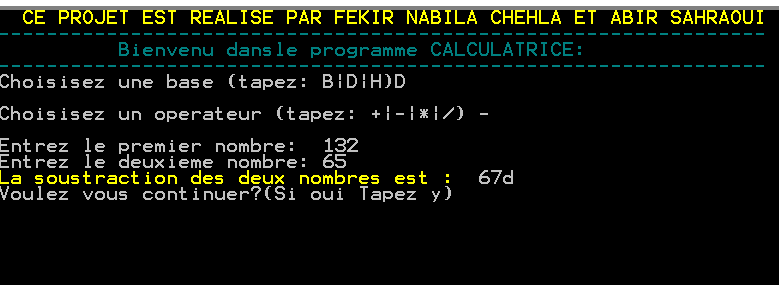 CE PROJET EST REALISE PAR FEKIR NABILA CHEHLA ET ABIR SAHRAOUI
Bienvenu dansle programme CALCULATRICE:
Choisisez une base (tapez: B|D|H)D
Choisisez un operateur (tapez: +|-|*|/) -
Entrez le premier nombre: 132
Entrez le deuxieme nombre: 65
La soustraction des deux nombres est : 67d
Voulez vous continuer?(Si oui Tapez y)